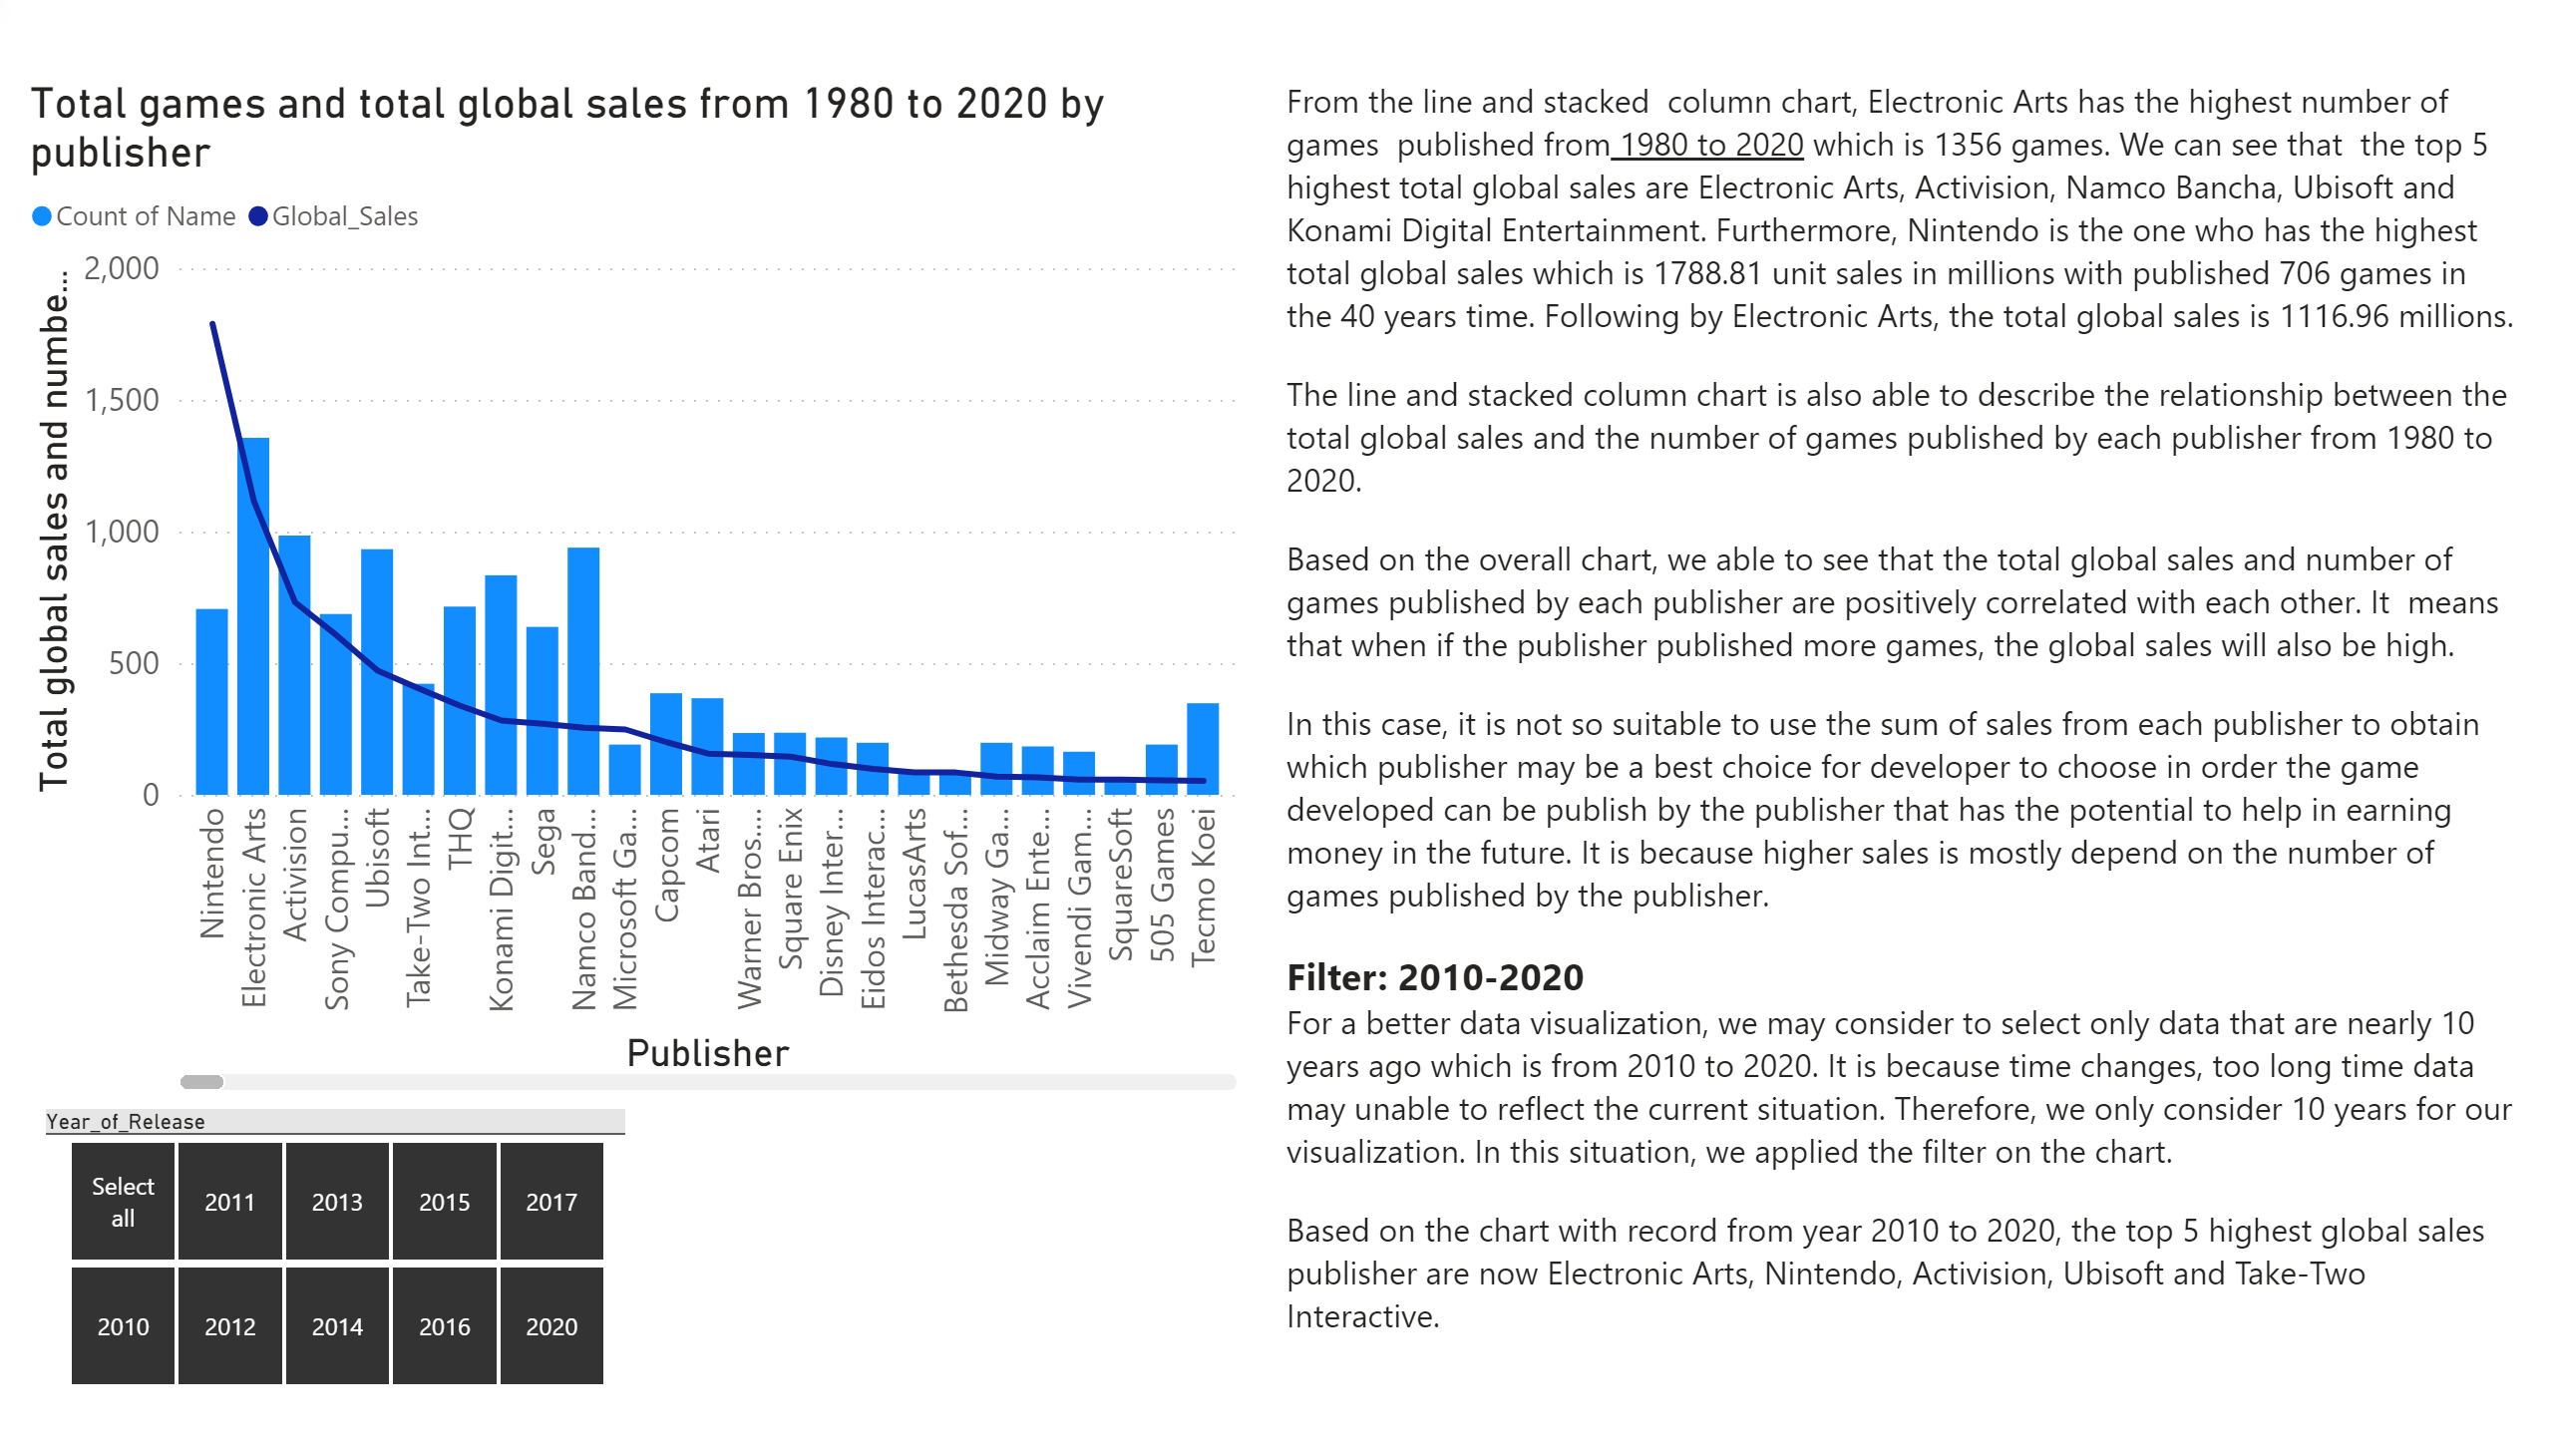 Total games and total global sales from 1980 to 2020 by
publisher
Count of Name
Global_Sales
Total global sales and numbe...
2,000
1,500
1,000
500
0
Nintendo
Electronic Arts
Activision
Sony Compu...
Ubisoft
Take-Two Int...
THQ
Konami Digit...
Sega
Namco Band...
Microsoft Ga...
Capcom
Atari
Warner Bros....
Square Enix
Disney Inter...
Eidos Interac...
LucasArts
Bethesda Sof...
Midway Ga...
Acclaim Ente...
Vivendi Gam...
SquareSoft
505 Games
Tecmo Koei
Publisher
Year_of_Release
Select
all
2011
2013
2015
2017
2010
2012
2014
2016
2020
From the line and stacked column chart, Electronic Arts has the highest number of
games published from 1980 to 2020 which is 1356 games. We can see that the top 5
highest total global sales are Electronic Arts, Activision, Namco Bancha, Ubisoft and
Konami Digital Entertainment. Furthermore, Nintendo is the one who has the highest
total global sales which is 1788.81 unit sales in millions with published 706 games in
the 40 years time. Following by Electronic Arts, the total global sales is 1116.96 millions.
The line and stacked column chart is also able to describe the relationship between the
total global sales and the number of games published by each publisher from 1980 to
2020.
Based on the overall chart, we able to see that the total global sales and number of
games published by each publisher are positively correlated with each other. It means
that when if the publisher published more games, the global sales will also be high.
In this case, it is not so suitable to use the sum of sales from each publisher to obtain
which publisher may be a best choice for developer to choose in order the game
developed can be publish by the publisher that has the potential to help in earning
money in the future. It is because higher sales is mostly depend on the number of
games published by the publisher.
Filter: 2010-2020
For a better data visualization, we may consider to select only data that are nearly 10
years ago which is from 2010 to 2020. It is because time changes, too long time data
may unable to reflect the current situation. Therefore, we only consider 10 years for our
visualization. In this situation, we applied the filter on the chart.
Based on the chart with record from year 2010 to 2020, the top 5 highest global sales
publisher are now Electronic Arts, Nintendo, Activision, Ubisoft and Take-Two
Interactive.